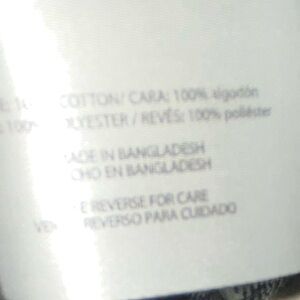 COTTON/ CARA: 100% algodón
POLYESTER / REVÉS: 100% poliéster
MADE IN BANGLADESH
HECHO EN BANGLADESH
REVERSE FOR CARE
REVERSO PARA CUIDADO